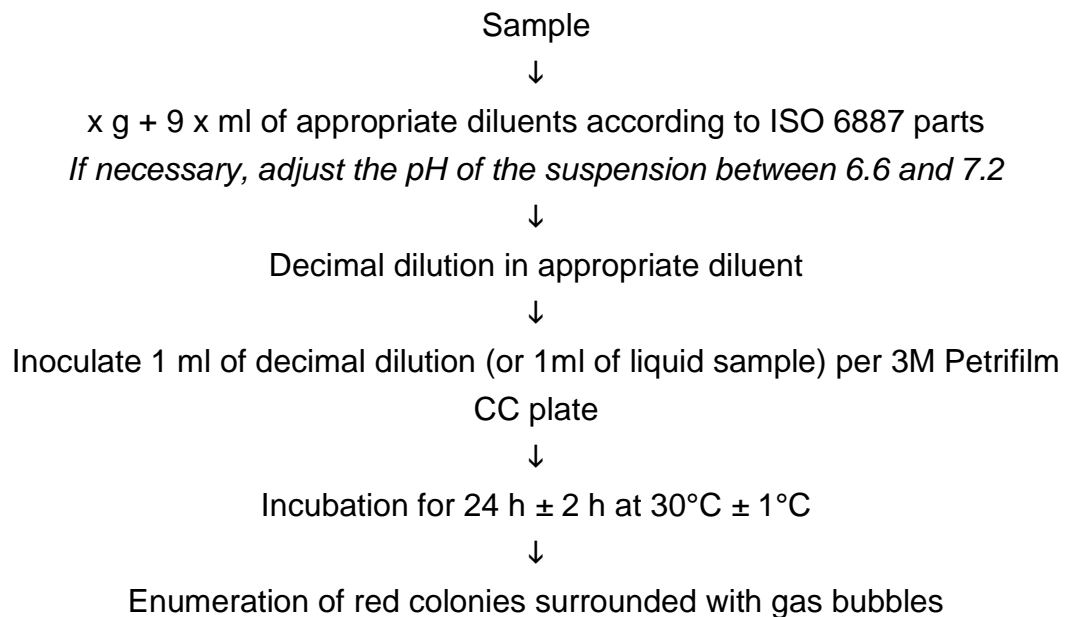 Sample
↓
x g + 9 x ml of appropriate diluents according to ISO 6887 parts
If necessary, adjust the pH of the suspension between 6.6 and 7.2
↓
Decimal dilution in appropriate diluent
↓
Inoculate 1 ml of decimal dilution (or 1ml of liquid sample) per 3M Petrifilm
CC plate
↓
Incubation for 24 h ± 2 h at 30°C ± 1°C
↓
Enumeration of red colonies surrounded with gas bubbles